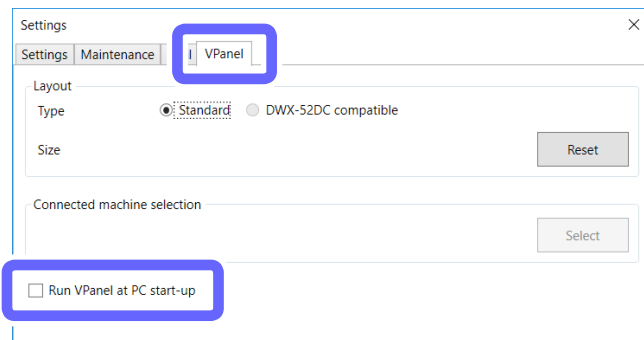 Settings
Settings Maintenance VPanel
Layout
Type Standard DWX-52DC compatible
Size Reset
Connected machine selection
Select
Run VPanel at PC start-up